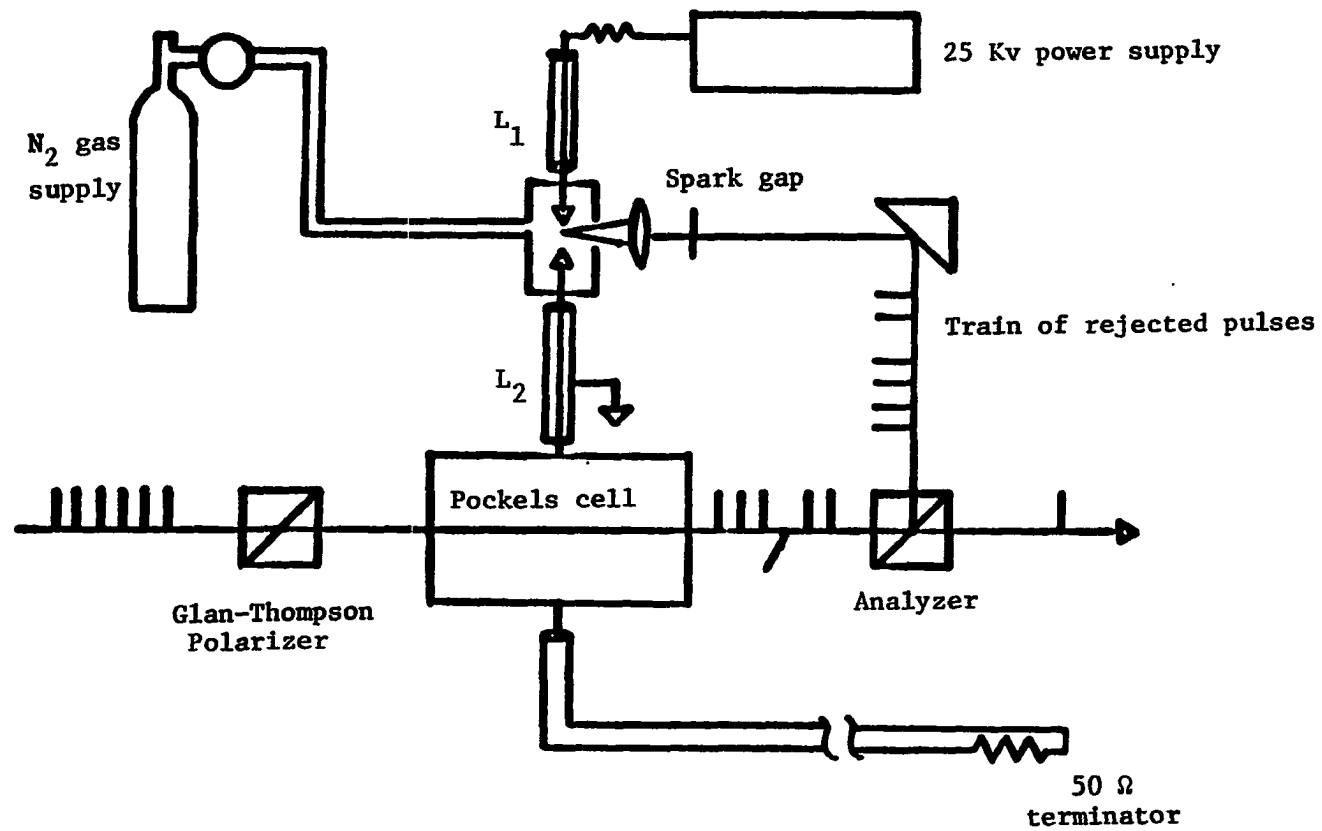 25 Kv power supply
N2 gas
supply
L1
Spark gap
Train of rejected pulses
L2
Pockels cell
Glan-Thompson
Polarizer
Analyzer
50 Ω
terminator